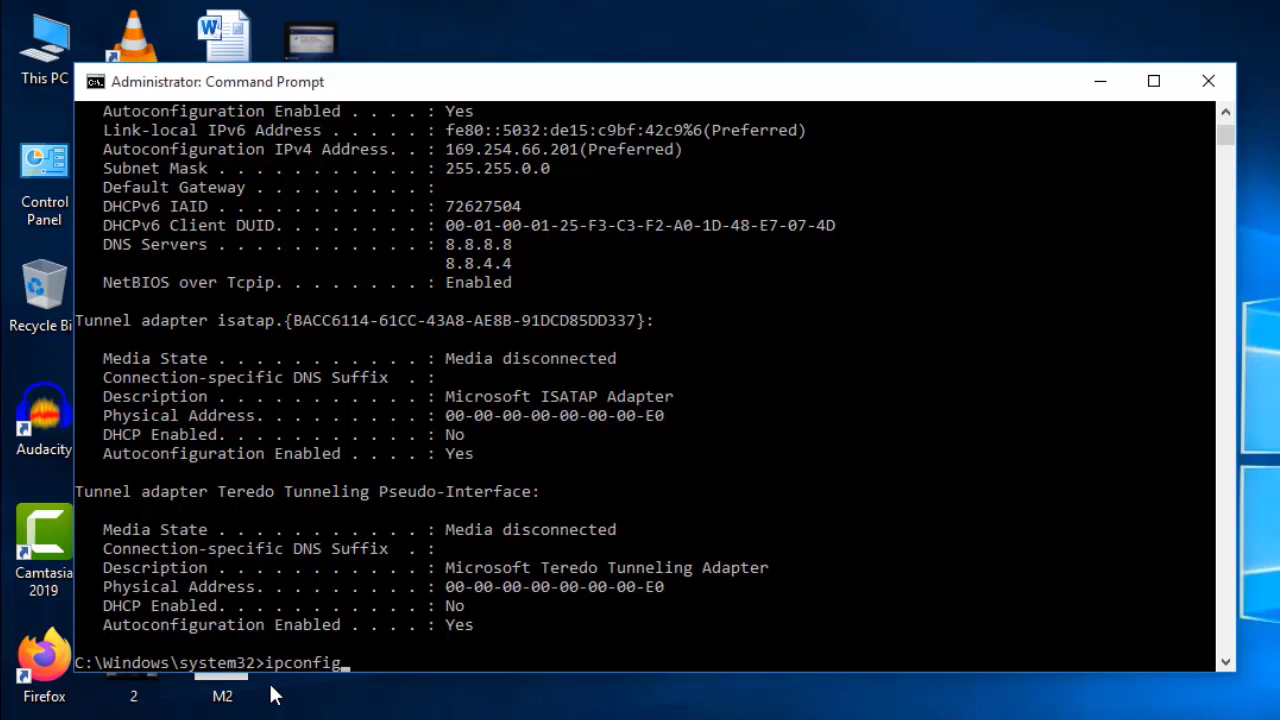 This PC
Administrator: Command Prompt
Autoconfiguration Enabled . . . . : Yes
Link-local IPv6 Address . . . . . : fe80::5032:de15:c9bf:42c9%6(Preferred)
Autoconfiguration IPv4 Address. . : 169.254.66.201(Preferred)
Subnet Mask . . . . . . . . . . . : 255.255.0.0
Default Gateway . . . . . . . . . :
DHCPv6 IAID . . . . . . . . . . . : 72627504
DHCPv6 Client DUID. . . . . . . . : 00-01-00-01-25-F3-C3-F2-A0-1D-48-E7-07-4D
DNS Servers . . . . . . . . . . . : 8.8.8.8
8.8.4.4
NetBIOS over Tcpip. . . . . . . . : Enabled
Tunnel adapter isatap.{BACC6114-61CC-43A8-AE8B-91DCD85DD337}:
Media State . . . . . . . . . . . : Media disconnected
Connection-specific DNS Suffix . :
Description . . . . . . . . . . . : Microsoft ISATAP Adapter
Physical Address. . . . . . . . . : 00-00-00-00-00-00-00-E0
DHCP Enabled. . . . . . . . . . . : No
Autoconfiguration Enabled . . . . : Yes
Tunnel adapter Teredo Tunneling Pseudo-Interface:
Media State . . . . . . . . . . . : Media disconnected
Connection-specific DNS Suffix . :
Description . . . . . . . . . . . : Microsoft Teredo Tunneling Adapter
Physical Address. . . . . . . . . : 00-00-00-00-00-00-00-E0
DHCP Enabled. . . . . . . . . . . : No
Autoconfiguration Enabled . . . . : Yes
C:\Windows\system32>ipconfig_
Control
Panel
Recycle Bi
Audacity
Camtasia
2019
Firefox
2
M2